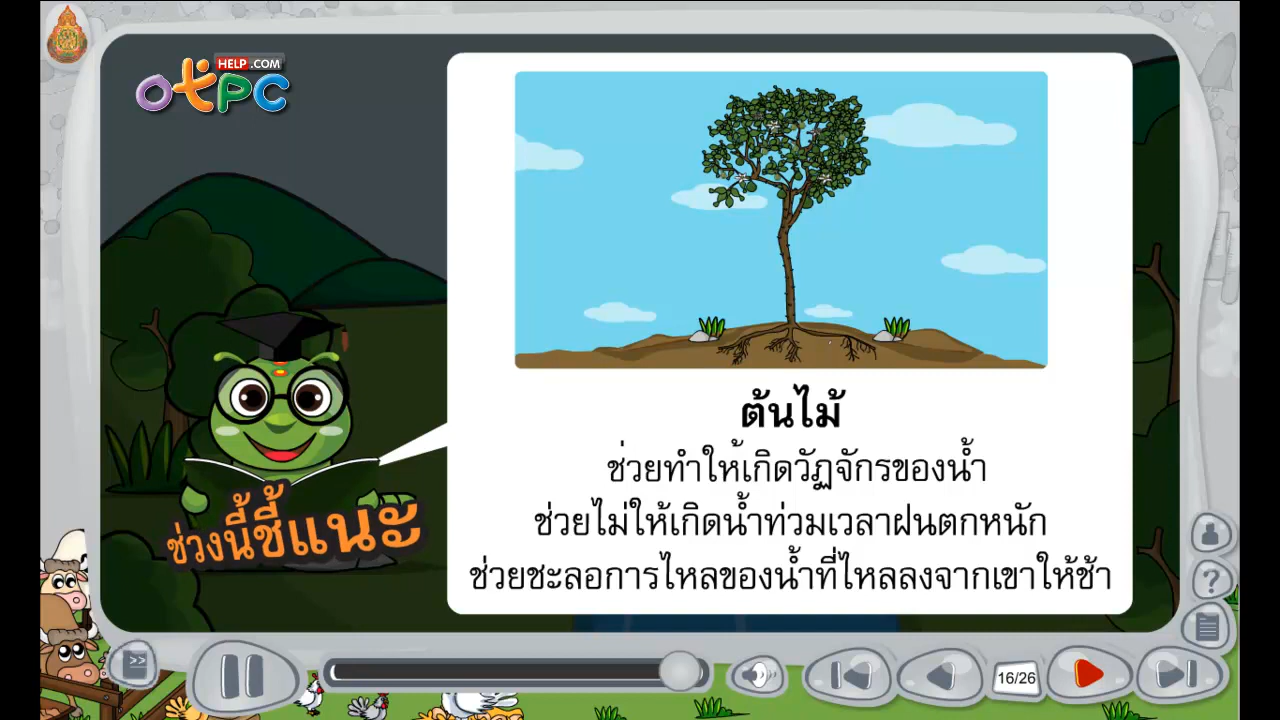 HELP.COM
OTPC
ต้นไม้
ช่วยทำให้เกิดวัฏจักรของน้ำ
ช่วยไม่ให้เกิดน้ำท่วมเวลาฝนตกหนัก
ช่วยชะลอการไหลของน้ำที่ไหลลงจากเขาให้ช้า
ช่วงนี้ชี้แนะ
16/26